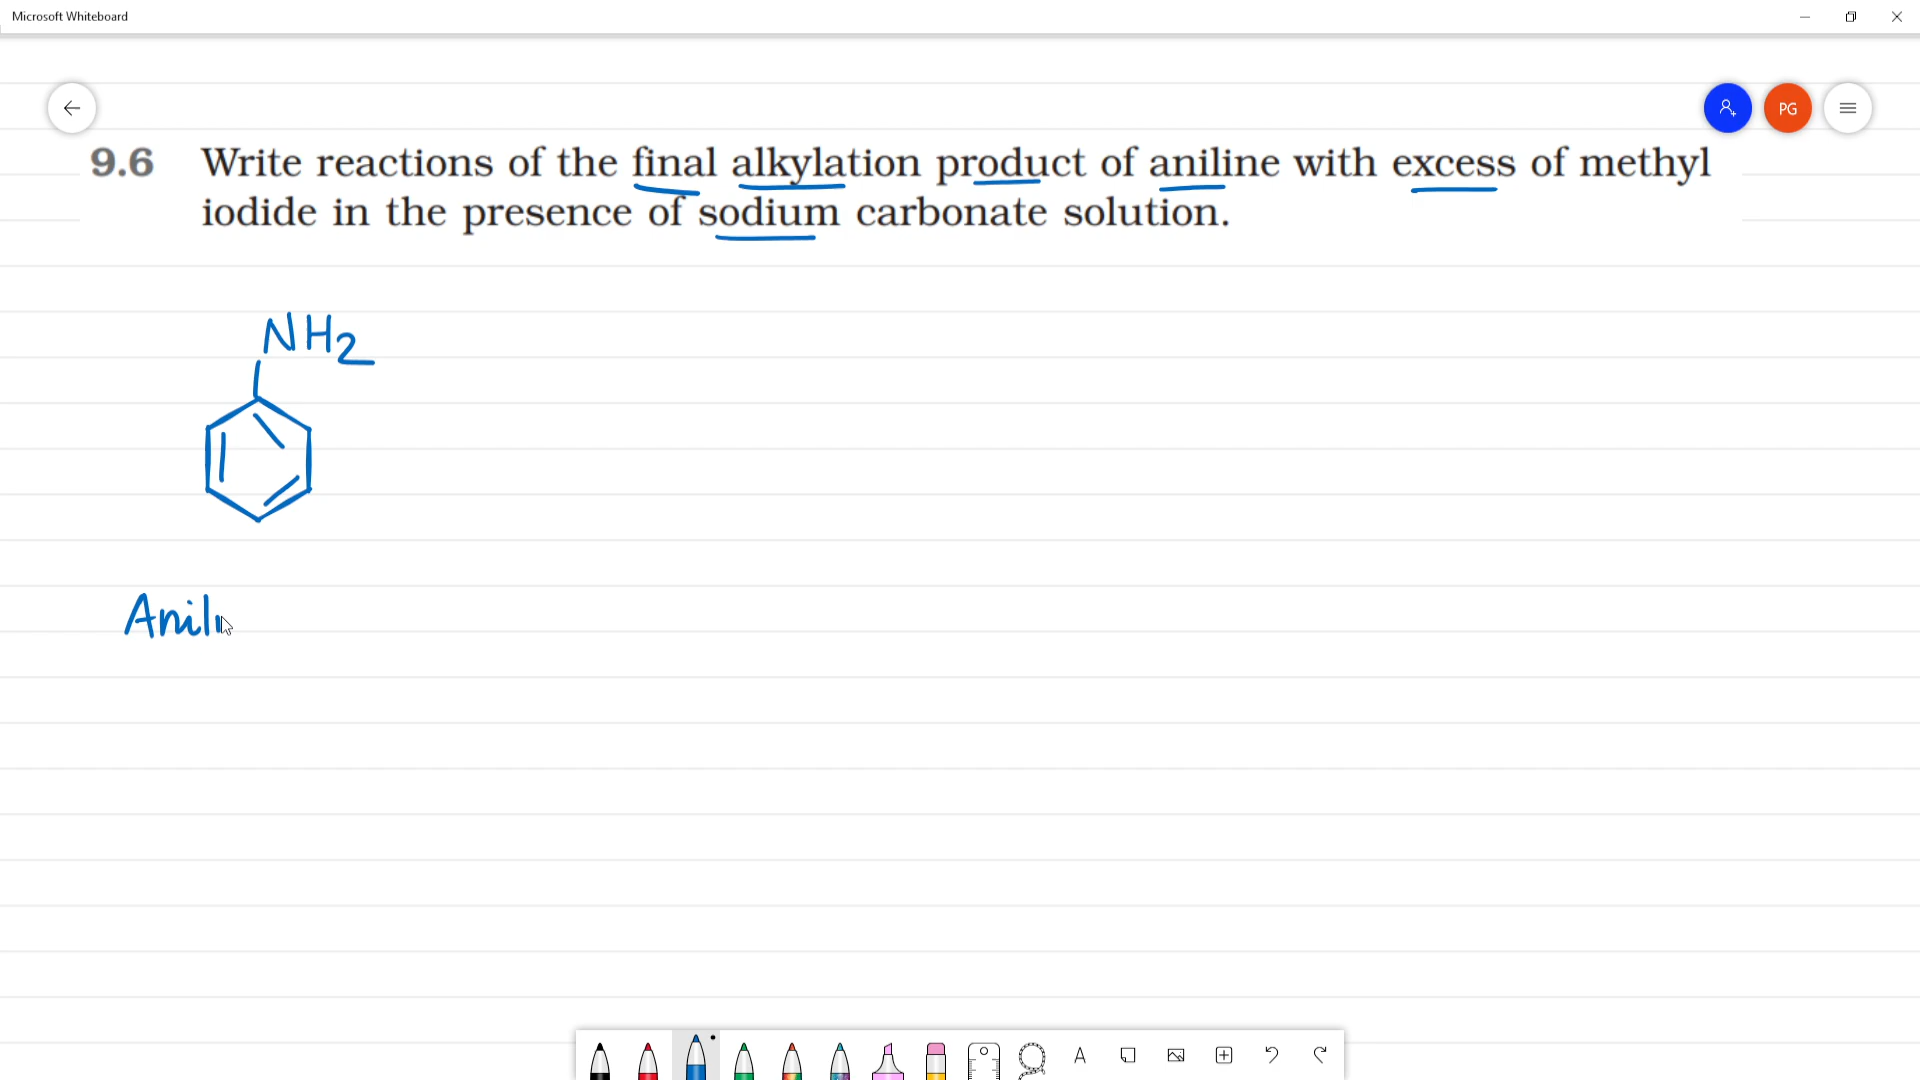 Microsoft Whiteboard
PG
9.6 Write reactions of the final alkylation product of aniline with excess of methyl
iodide in the presence of sodium carbonate solution.
NH2
Anili
A